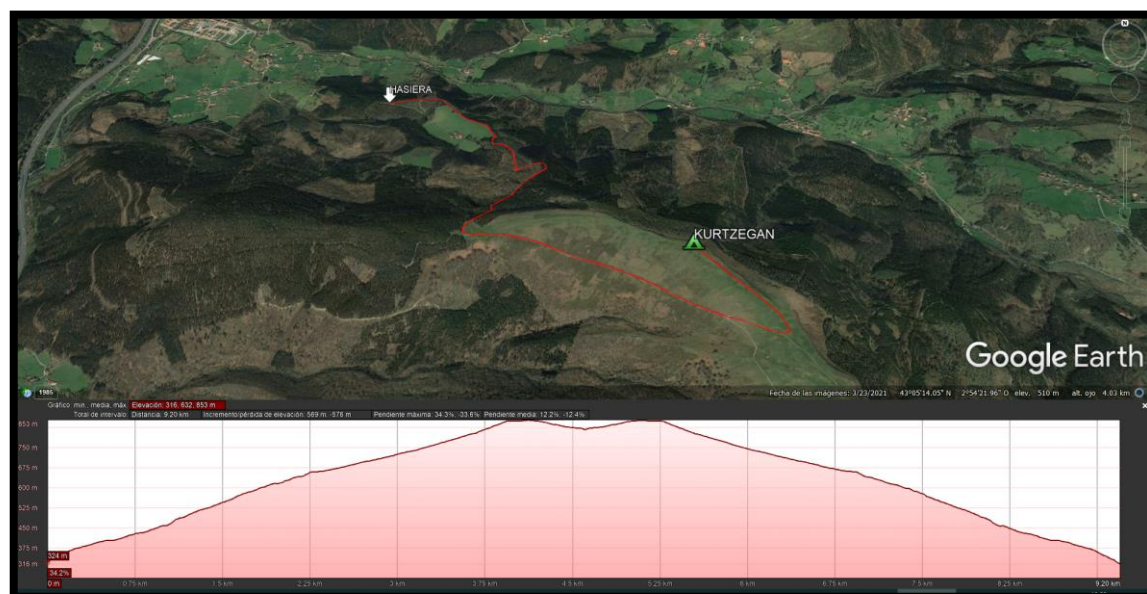 N
HASIERA
KURTZEGAN
Google Earth
1985
Fecha de las imágenes: 3/23/2021 43°05'14.05" N 2°54'21.96" O elev. 510 m alt. ojo 4.03 km
Gráfico: mín., media, máx. Elevación: 316, 632, 853 m
Total de intervalo: Distancia: 9.20 km Incremento/pérdida de elevación: 569 m, -576 m Pendiente máxima: 34.3%, -33.6% Pendiente media: 12.2%, -12.4%
853 m
750 m
675 m
600 m
525 m
450 m
375 m
324 m
316 m
34.2%
0 m 0.75 km 1.5 km 2.25 km 3 km 3.75 km 4.5 km 5.25 km 6 km 6.75 km 7.5 km 8.25 km 9.20 km